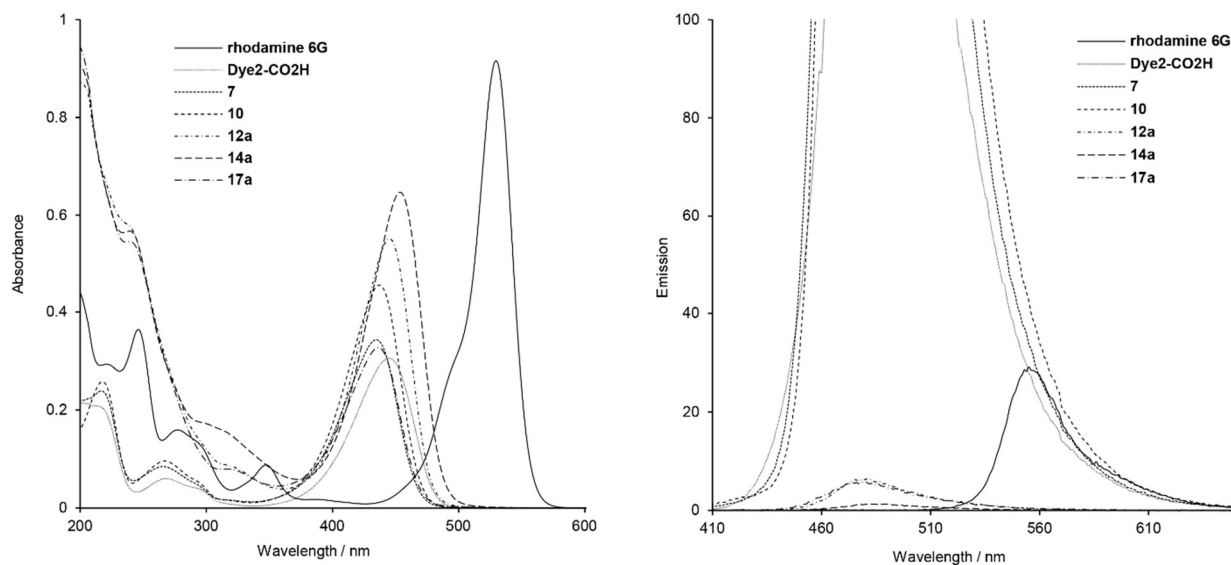 1
0.8
0.6
0.4
0.2
0
Absorbance
200
300
400
500
600
Wavelength / nm
rhodamine 6G
Dye2-CO2H
7
10
12a
14a
17a
100
80
60
40
20
0
Emission
410
460
510
560
610
Wavelength / nm
rhodamine 6G
Dye2-CO2H
7
10
12a
14a
17a